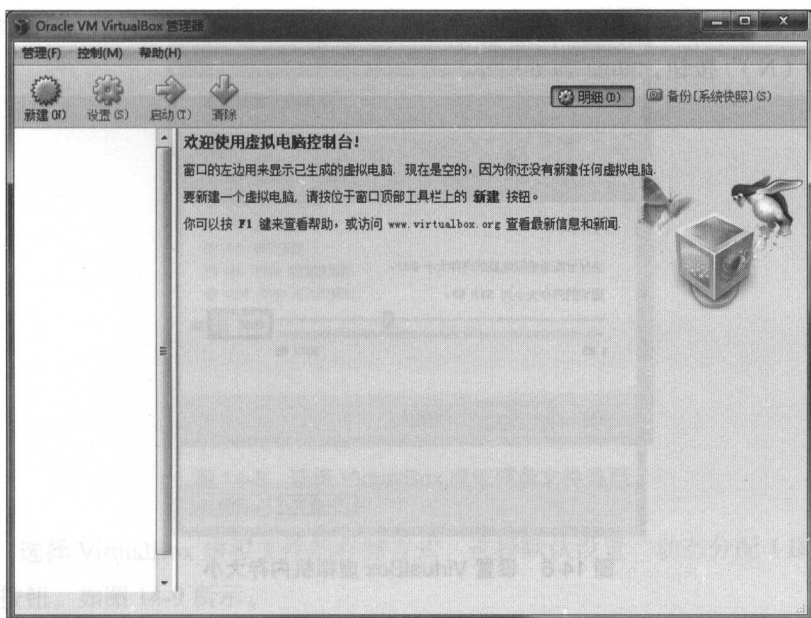 Oracle VM VirtualBox 管理器
管理(F) 控制(M) 帮助(H)
新建(N) 设置(S) 启动(T) 清除
明细(D) 备份[系统快照](S)
欢迎使用虚拟电脑控制台!
窗口的左边用来显示已生成的虚拟电脑. 现在是空的，因为你还没有新建任何虚拟电脑.
要新建一个虚拟电脑, 请按位于窗口顶部工具栏上的 新建 按钮。
你可以按 F1 键来查看帮助，或访问 www.virtualbox.org 查看最新信息和新闻.
选择 VirtualBox
图 14-5 设置 VirtualBox 虚拟机内存大小